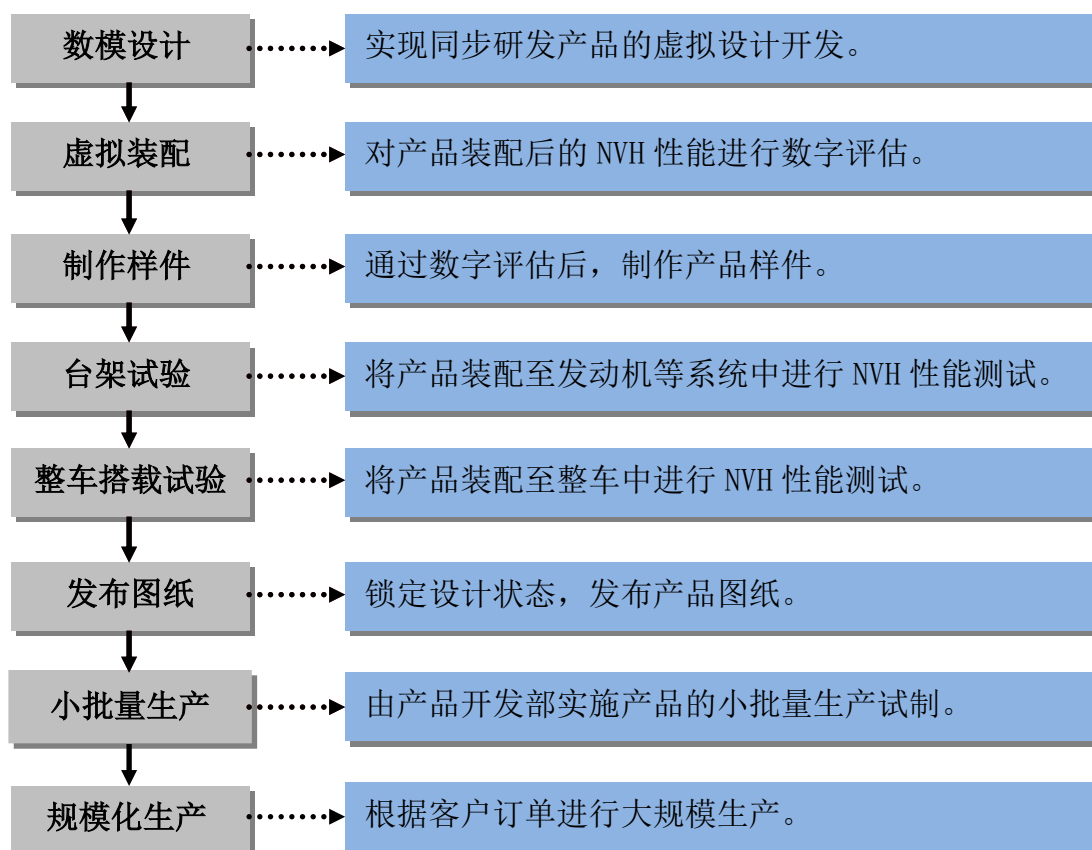 数模设计
实现同步研发产品的虚拟设计开发。
虚拟装配
对产品装配后的 NVH 性能进行数字评估。
制作样件
通过数字评估后，制作产品样件。
台架试验
将产品装配至发动机等系统中进行 NVH 性能测试。
整车搭载试验
将产品装配至整车中进行 NVH 性能测试。
发布图纸
锁定设计状态，发布产品图纸。
小批量生产
由产品开发部实施产品的小批量生产试制。
规模化生产
根据客户订单进行大规模生产。